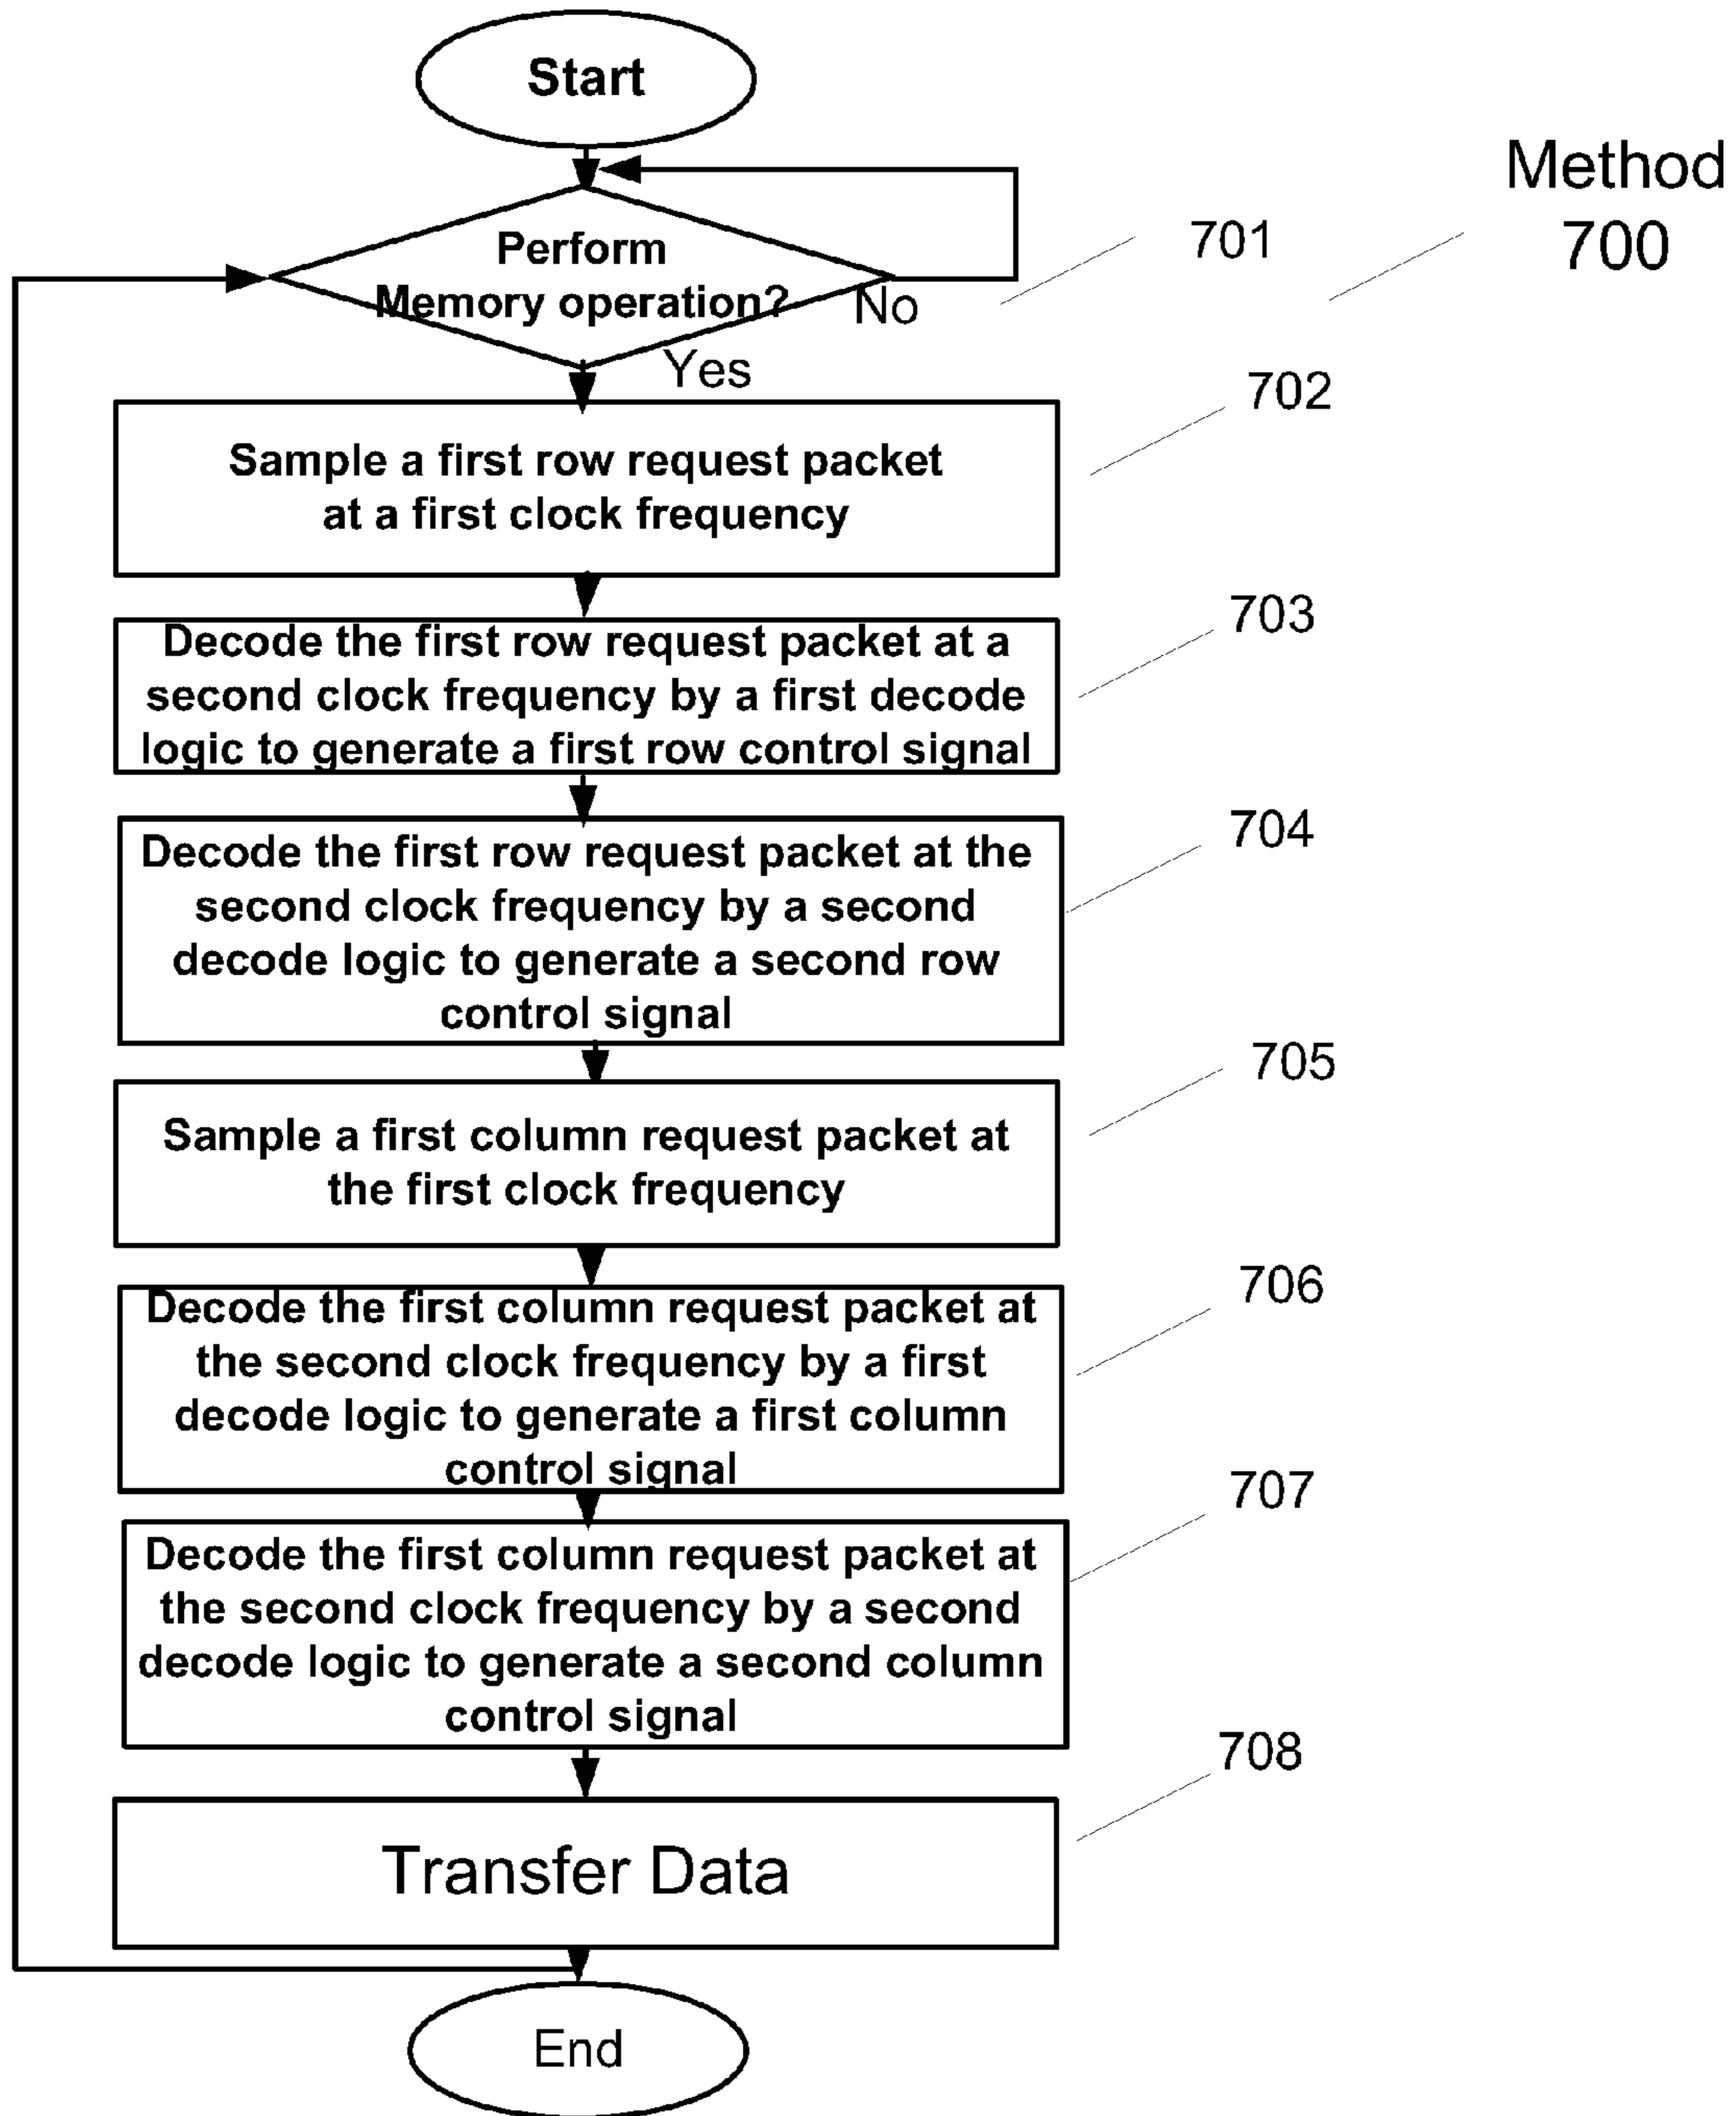 Start
Method
700
Perform
Memory operation?
701
No
Yes
702
Sample a first row request packet
at a first clock frequency
703
Decode the first row request packet at a
second clock frequency by a first decode
logic to generate a first row control signal
704
Decode the first row request packet at the
second clock frequency by a second
decode logic to generate a second row
control signal
705
Sample a first column request packet at
the first clock frequency
706
Decode the first column request packet at
the second clock frequency by a first
decode logic to generate a first column
control signal
707
Decode the first column request packet at
the second clock frequency by a second
decode logic to generate a second column
control signal
708
Transfer Data
End